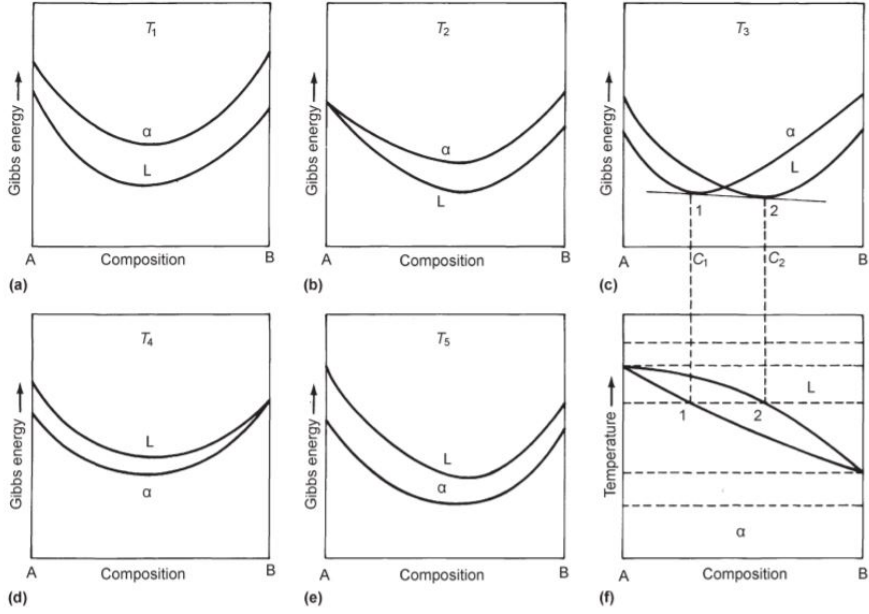 T1
Gibbs energy
α
L
A
Composition
B
(a)
T2
Gibbs energy
α
L
A
Composition
B
(b)
T3
Gibbs energy
α
L
1
2
A
C1
C2
B
(c)
T4
Gibbs energy
L
α
A
Composition
B
(d)
T5
Gibbs energy
L
α
A
Composition
B
(e)
Temperature
L
1
2
α
A
Composition
B
(f)